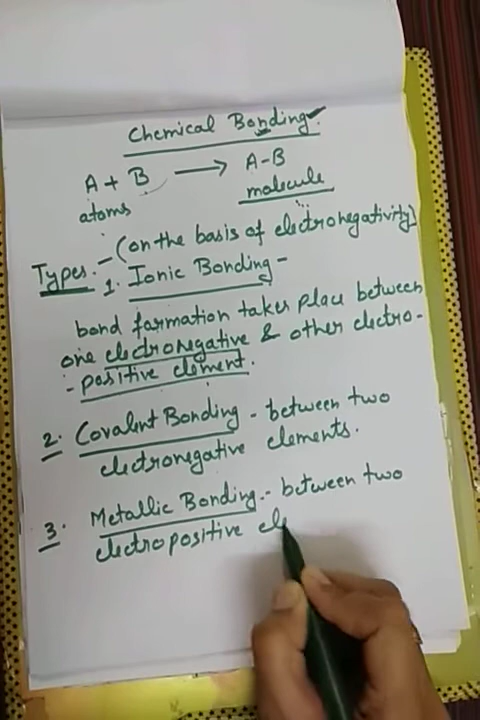 Chemical Bonding
A + B → A-B
atoms molecule
Types - (on the basis of electronegativity)
1. Ionic Bonding -
bond formation takes place between
one electronegative & other electro-
- positive element.
2. Covalent Bonding - between two
electronegative elements.
3. Metallic Bonding - between two
electropositive el